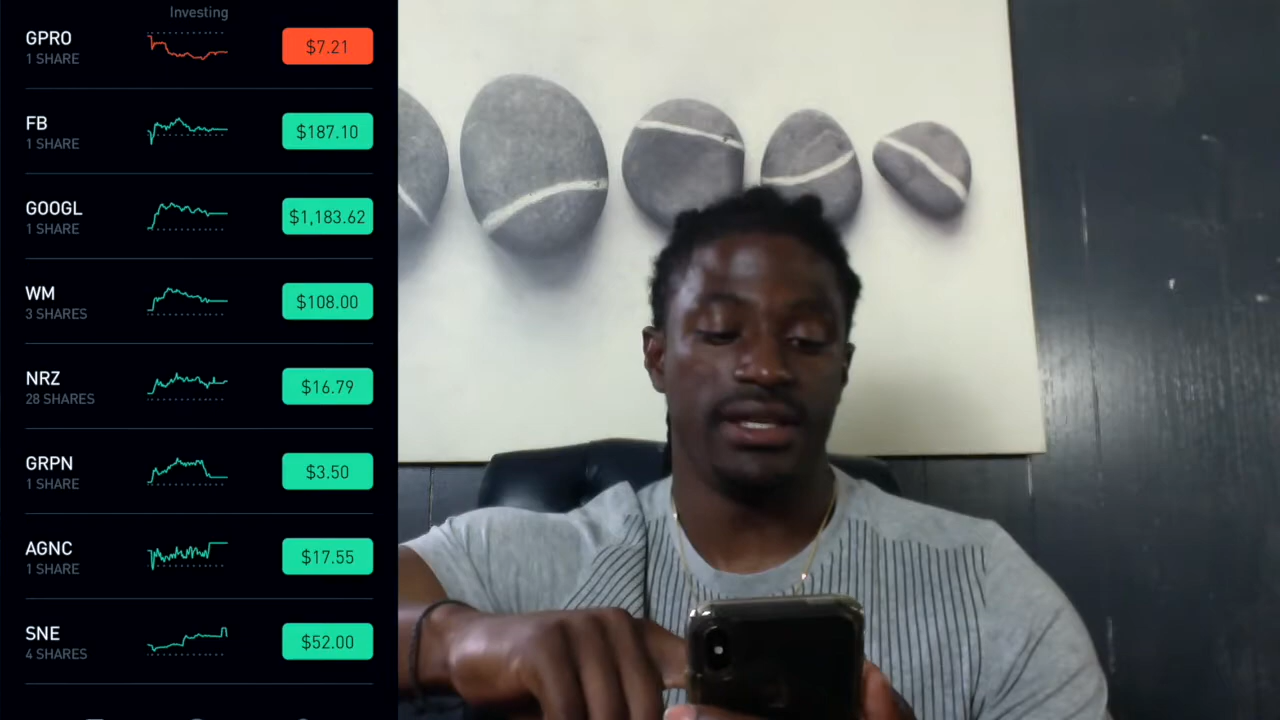 Investing
GPRO
1 SHARE
$7.21
FB
1 SHARE
$187.10
GOOGL
1 SHARE
$1,183.62
WM
3 SHARES
$108.00
NRZ
28 SHARES
$16.79
GRPN
1 SHARE
$3.50
AGNC
1 SHARE
$17.55
SNE
4 SHARES
$52.00